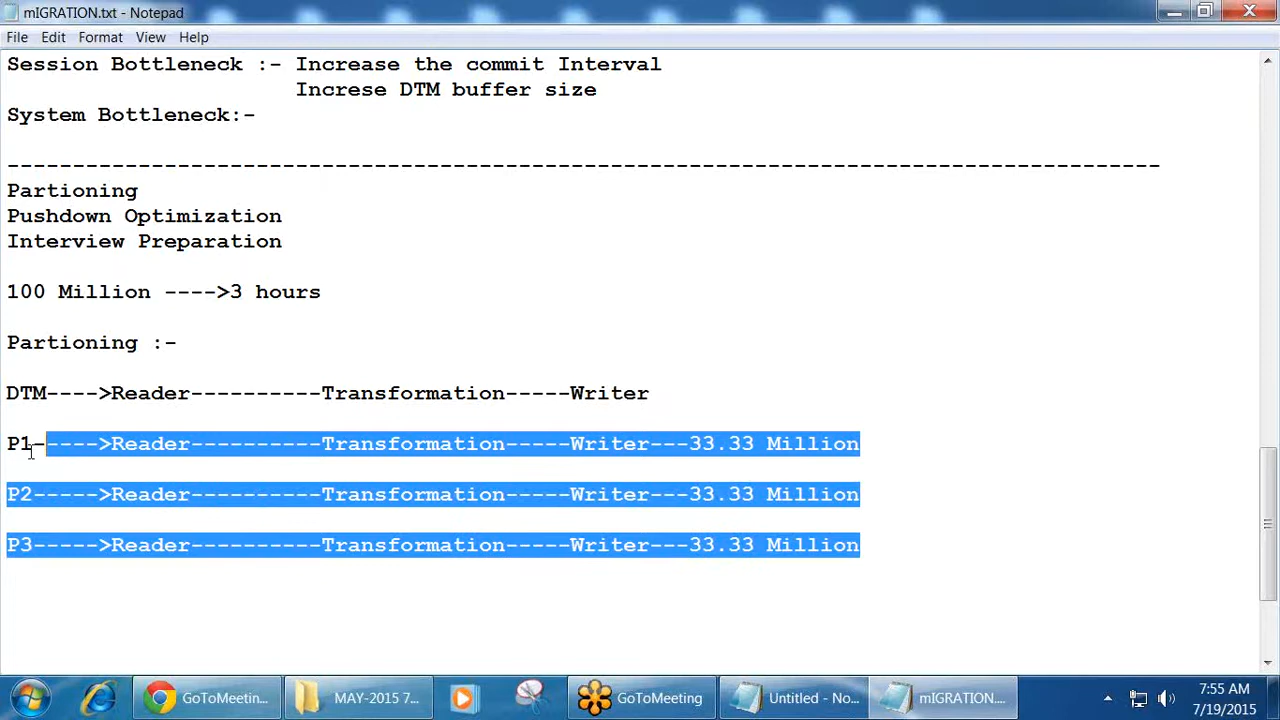 mIGRATION.txt - Notepad
File Edit Format View Help
Session Bottleneck :- Increase the commit Interval
Increse DTM buffer size
System Bottleneck:-
-----------------------------------------------------------------------------------------
Partioning
Pushdown Optimization
Interview Preparation
100 Million ---->3 hours
Partioning :-
DTM---->Reader----------Transformation-----Writer
P1----->Reader----------Transformation-----Writer---33.33 Million
P2----->Reader----------Transformation-----Writer---33.33 Million
P3----->Reader----------Transformation-----Writer---33.33 Million
GoToMeetin... MAY-2015 7... GoToMeeting Untitled - No... mIGRATION.... 7:55 AM
7/19/2015